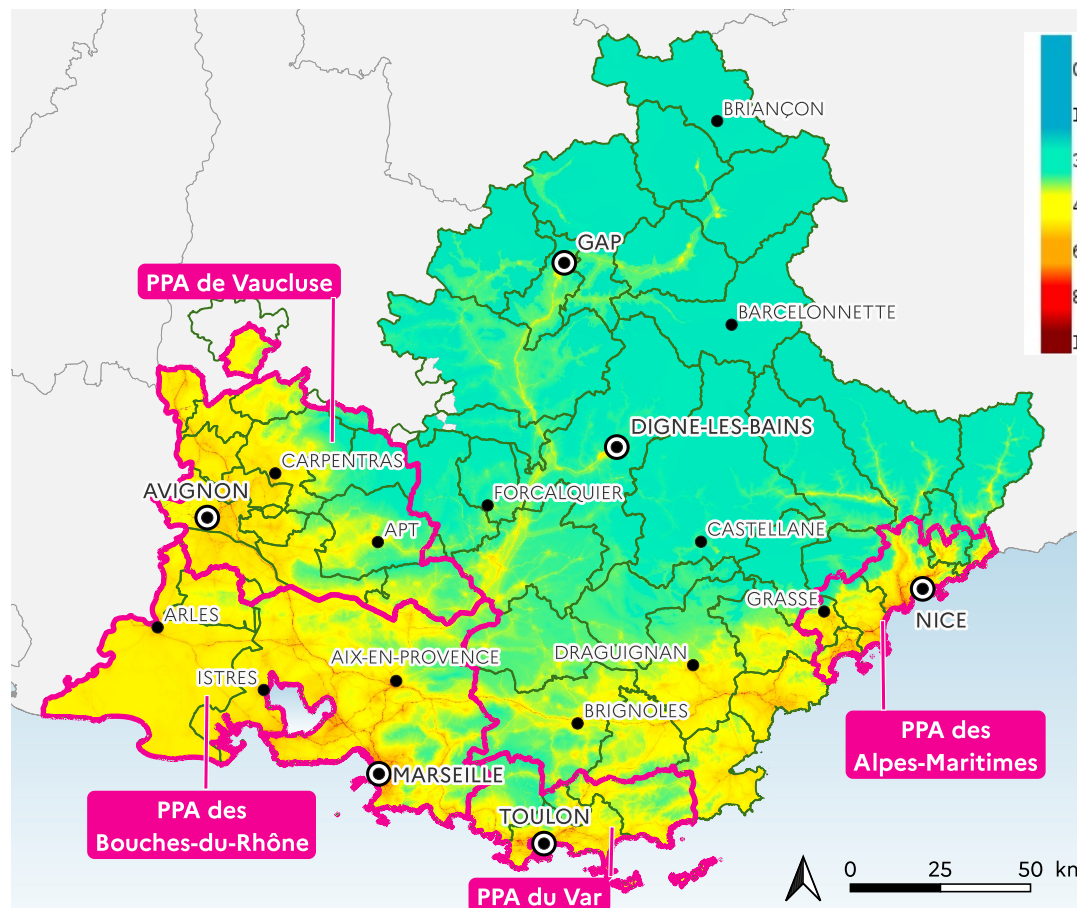 BRIANÇON
GAP
PPA de Vaucluse
BARCELONNETTE
DIGNE-LES-BAINS
CARPENTRAS
AVIGNON
FORCALQUIER
APT
CASTELLANE
GRASSE
NICE
ARLES
AIX-EN-PROVENCE
DRAGUIGNAN
ISTRES
BRIGNOLES
PPA des
Alpes-Maritimes
MARSEILLE
PPA des
Bouches-du-Rhône
TOULON
PPA du Var
0 25 50 km